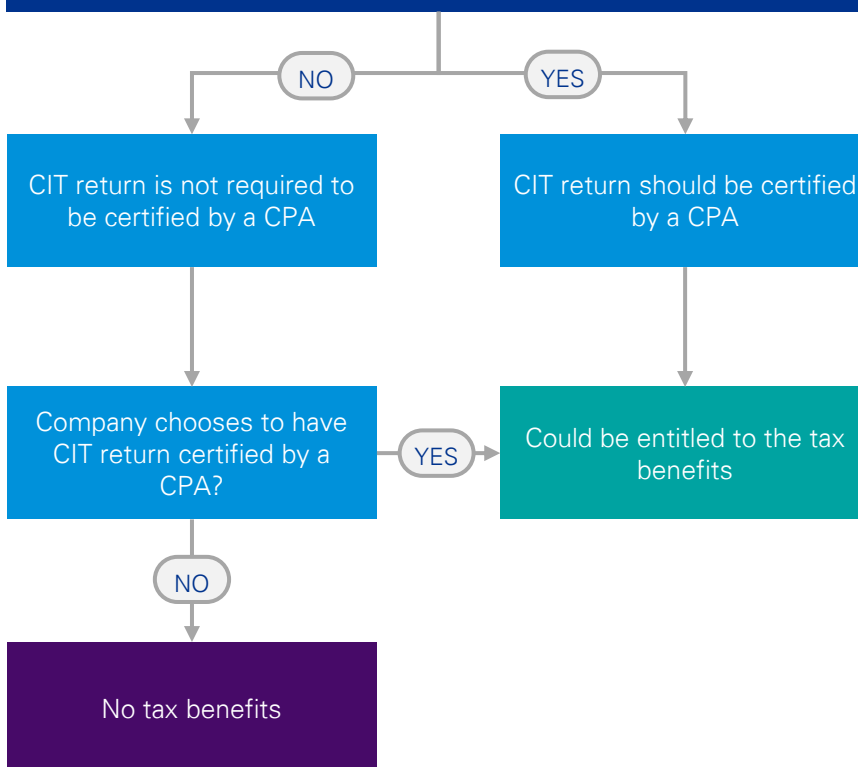 NO
YES
CIT return is not required to
be certified by a CPA
CIT return should be certified
by a CPA
Company chooses to have
CIT return certified by a
CPA?
YES
Could be entitled to the tax
benefits
NO
No tax benefits